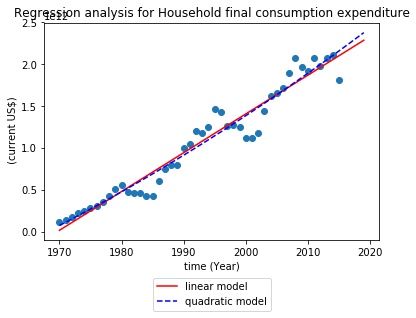 Regression analysis for Household final consumption expenditure
1e12
2.5
2.0
1.5
1.0
0.5
0.0
(current US$)
1970 1980 1990 2000 2010 2020
time (Year)
linear model
quadratic model